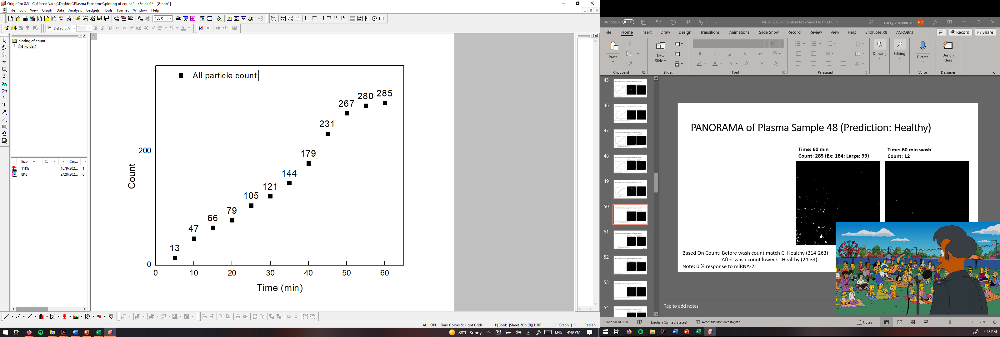 OriginPro 8.5 - C:\Users\Nareg\Desktop\Plasma Exosomes\ploting of count * - /Folder1/ - [Graph1]
File Edit View Graph Data Analysis Gadgets Tools Format Window Help
100%
Default: A 0 B I U
ploting of count
Folder1
Size C. Cre...
11KB 10/9/202... 1
8KB 2/28/202... 0
1
All particle count
285
280
267
231
179
144
121
105
79
66
47
13
200
0
Count
0 10 20 30 40 50 60
Time (min)
AU : ON Dark Colors & Light Grids 1:[Book1]Sheet1!Col(B)[1:30] 1:[Graph1]1!1 Radian
88°F Sunny ENG 4:48 PM
AutoSave Off 04-20-2022 lung blind tes • Saved to this PC nareg ohannesian NO
File Home Insert Draw Design Transitions Animations Slide Show Record Review View Help EndNote X8 ACROBAT Record Share
Paste
New Slide
18
B I U S ab AV
Aa A A
Drawing
Editing
Dictate
Design Ideas
Clipboard Slides Font Paragraph Voice Designer
45
46
47
48
49
50
51
52
53
54
PANORAMA of Plasma Sample 48 (Prediction: Healthy)
Time: 60 min
Count: 285 (Ex: 184; Large: 99)
Time: 60 min wash
Count: 12
Based On Count: Before wash count match CI Healthy (214-263)
After wash count lower CI Healthy (24-34)
Note: 0 % response to miRNA-21
Tap to add notes
Slide 50 of 110 English (United States) Accessibility: Investigate Notes 75%
4:48 PM